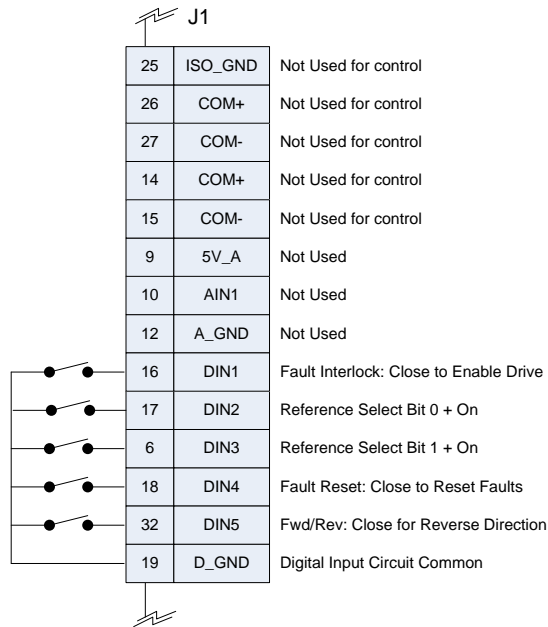 J1
25 ISO_GND Not Used for control
26 COM+ Not Used for control
27 COM- Not Used for control
14 COM+ Not Used for control
15 COM- Not Used for control
9 5V_A Not Used
10 AIN1 Not Used
12 A_GND Not Used
16 DIN1 Fault Interlock: Close to Enable Drive
17 DIN2 Reference Select Bit 0 + On
6 DIN3 Reference Select Bit 1 + On
18 DIN4 Fault Reset: Close to Reset Faults
32 DIN5 Fwd/Rev: Close for Reverse Direction
19 D_GND Digital Input Circuit Common